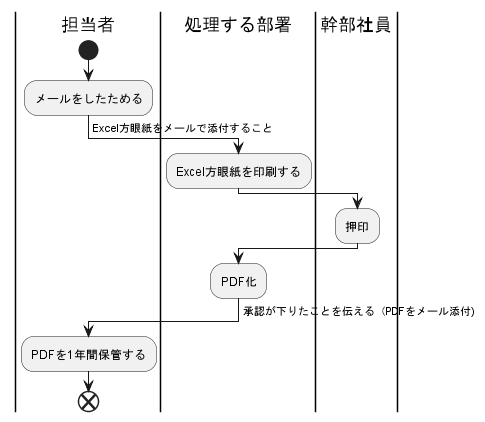 担当者 処理する部署 幹部社員
メールをしたためる
Excel方眼紙をメールで添付すること
Excel方眼紙を印刷する
押印
PDF化
承認が下りたことを伝える（PDFをメール添付)
PDFを1年間保管する